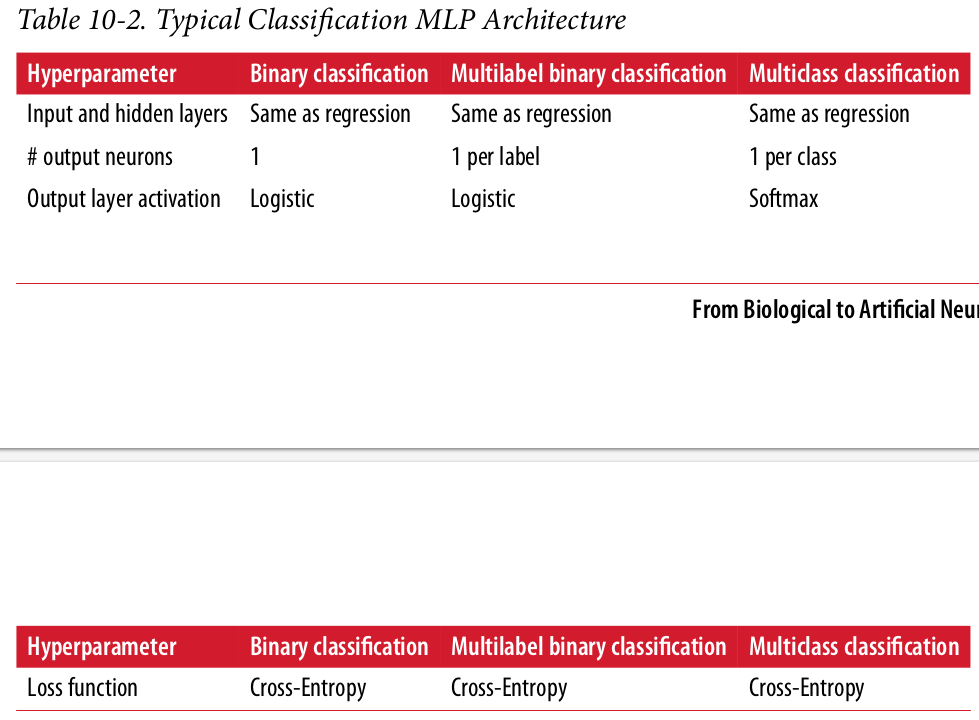 Table 10-2. Typical Classification MLP Architecture
Hyperparameter Binary classification Multilabel binary classification Multiclass classification
Input and hidden layers Same as regression Same as regression Same as regression
# output neurons 1 1 per label 1 per class
Output layer activation Logistic Logistic Softmax
From Biological to Artificial Neu
Hyperparameter Binary classification Multilabel binary classification Multiclass classification
Loss function Cross-Entropy Cross-Entropy Cross-Entropy